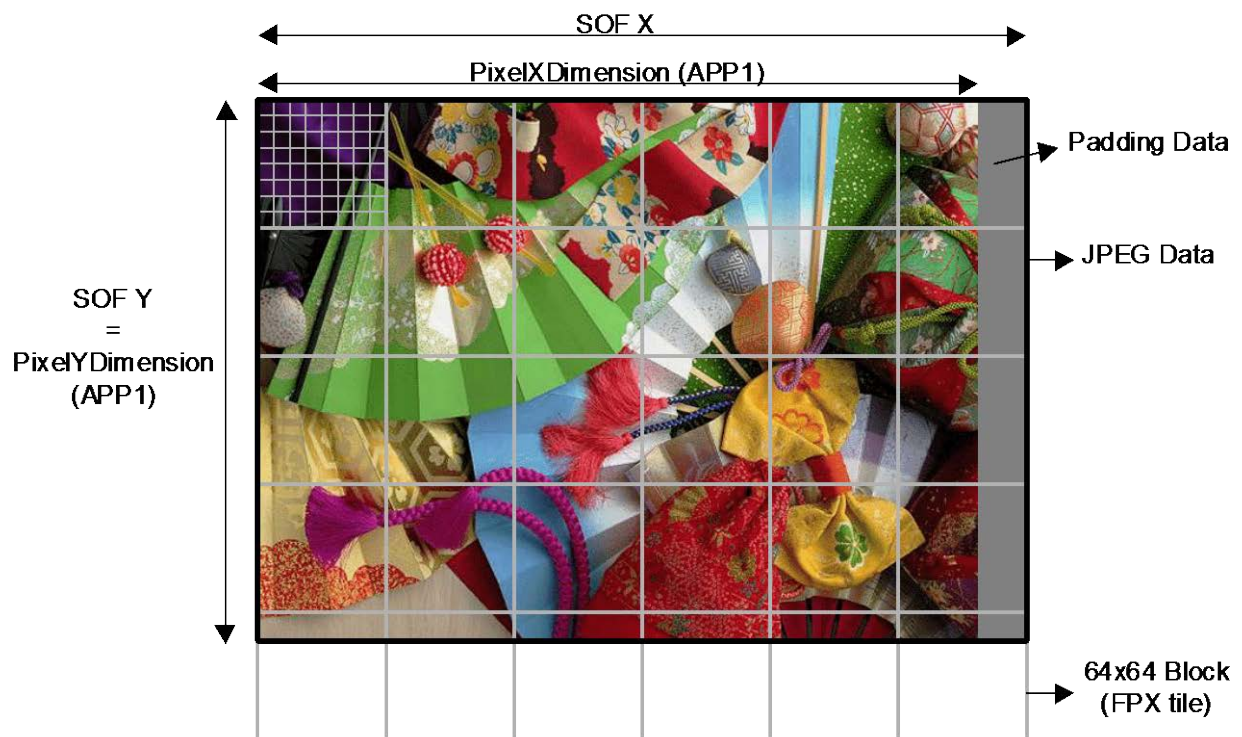 SOF X
PixelXDimension (APP1)
Padding Data
JPEG Data
SOF Y
=
PixelYDimension
(APP1)
64x64 Block
(FPX tile)